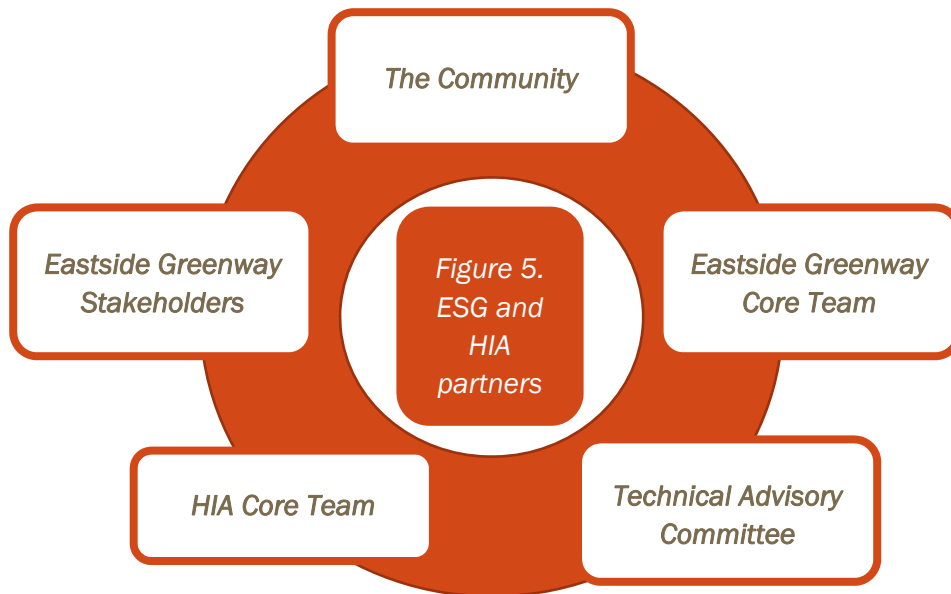 The Community
Eastside Greenway
Stakeholders
Figure 5.
ESG and
HIA
partners
Eastside Greenway
Core Team
HIA Core Team
Technical Advisory
Committee